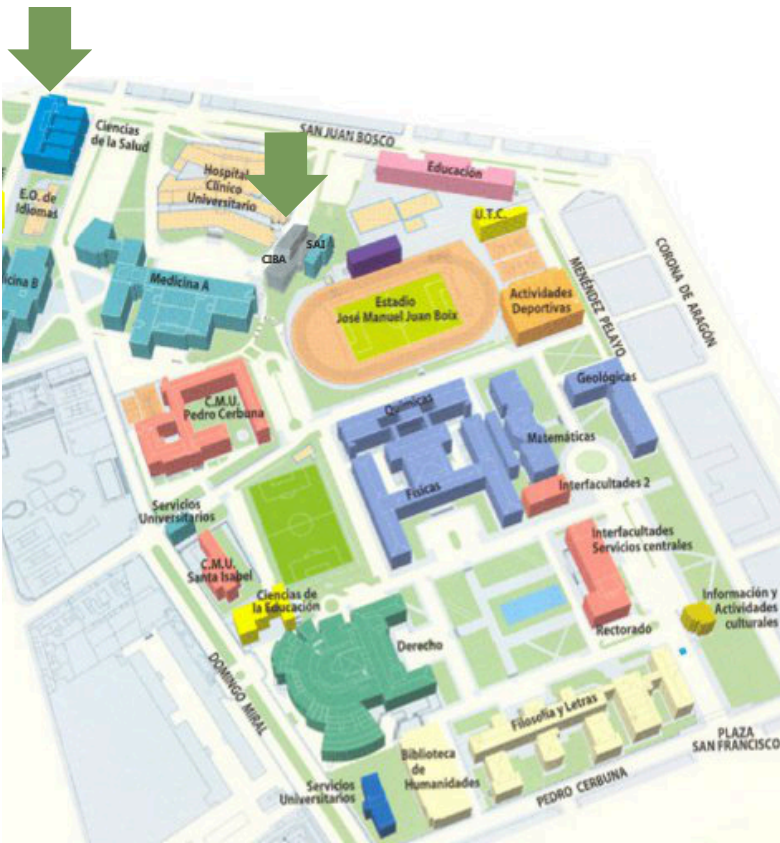 Ciencias
de la Salud
SAN JUAN BOSCO
Hospital
Clínico
Universitario
Educación
E.O. de
Idiomas
U.T.C.
CIBA
SAI
CORONA DE ARAGÓN
MENÉNDEZ PELAYO
Medicina A
Estadio
José Manuel Juan Boix
Actividades
Deportivas
C.M.U.
Pedro Cerbuna
Químicas
Geológicas
Matemáticas
Físicas
Interfacultades 2
Servicios
Universitarios
Interfacultades
Servicios centrales
C.M.U.
Santa Isabel
Ciencias de
la Educación
Información y
Actividades
culturales
Rectorado
Derecho
DOMINGO MIRAL
Filosofía y Letras
PLAZA
SAN FRANCISCO
Biblioteca
de
Humanidades
Servicios
Universitarios
PEDRO CERBUNA